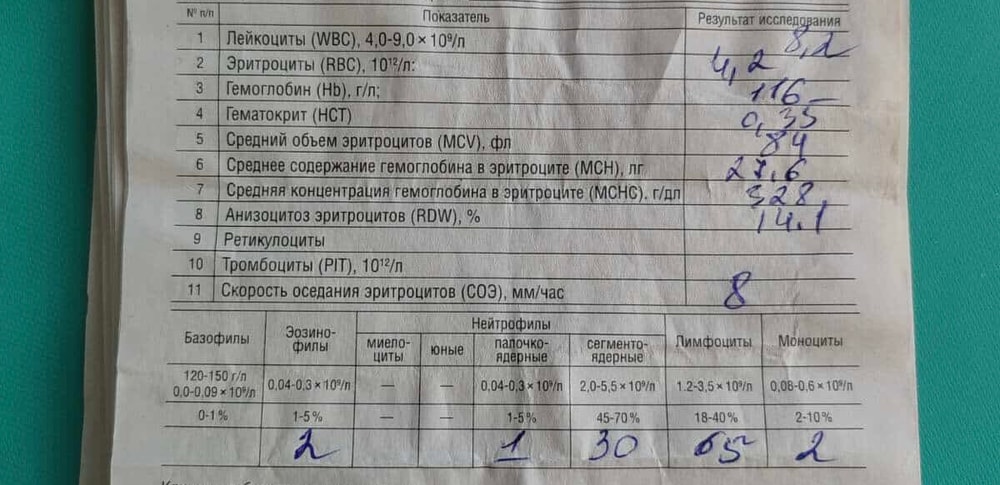 № п/п Показатель Результат исследования
1 Лейкоциты (WBC), 4,0-9,0 × 10⁹/л 8,2
2 Эритроциты (RBC), 10¹²/л: 4,2
3 Гемоглобин (Hb), г/л; 116
4 Гематокрит (HCT) 0,35
5 Средний объем эритроцитов (MCV), фл 84
6 Среднее содержание гемоглобина в эритроците (MCH), пг 27,6
7 Средняя концентрация гемоглобина в эритроците (MCHC), г/дл 328
8 Анизоцитоз эритроцитов (RDW), % 14.1
9 Ретикулоциты
10 Тромбоциты (PIT), 10¹²/л
11 Скорость оседания эритроцитов (СОЭ), мм/час 8
Базофилы Эозино-филы Нейтрофилы Лимфоциты Моноциты
миело-циты юные палочко-ядерные сегменто-ядерные
120-150 г/л
0,0-0,09 × 10⁹/л 0,04-0,3 × 10⁹/л — — 0,04-0,3 × 10⁹/л 2,0-5,5 × 10⁹/л 1.2-3,5 × 10⁹/л 0,08-0,6 × 10⁹/л
0-1% 1-5% — — 1-5% 45-70% 18-40% 2-10%
2 1 30 65 2